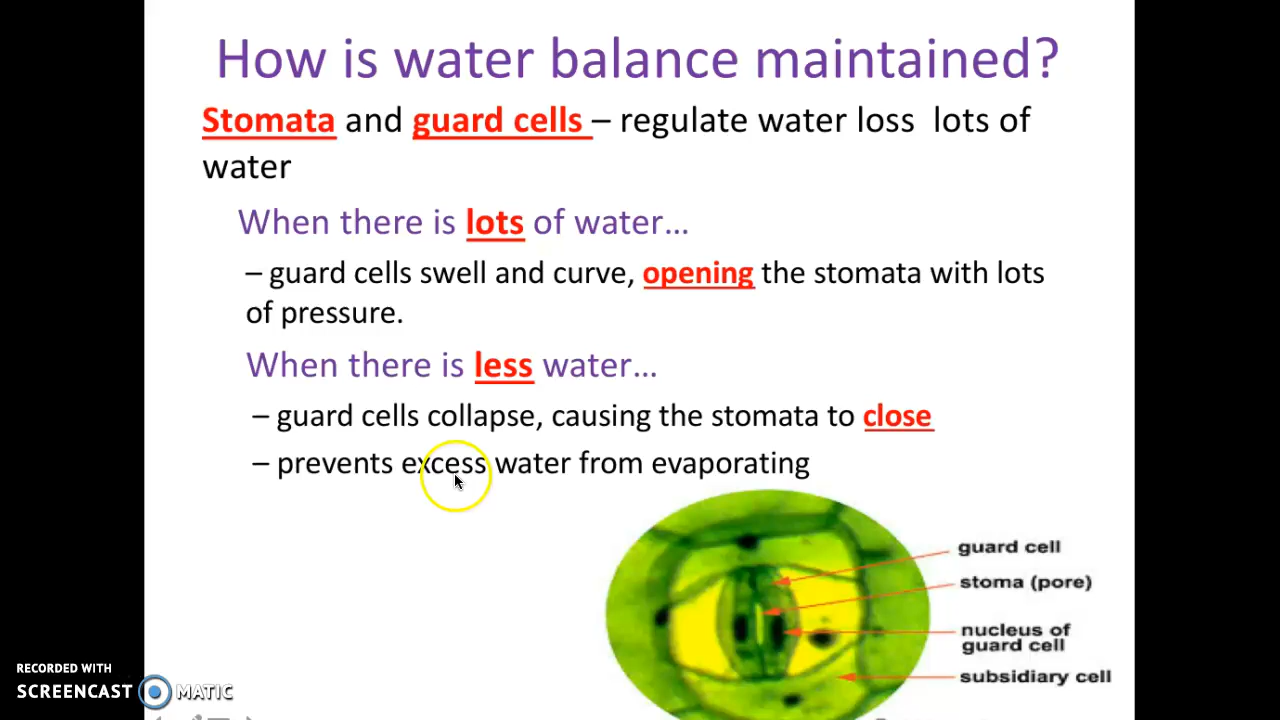 How is water balance maintained?
Stomata and guard cells – regulate water loss  lots of
water
When there is lots of water…
– guard cells swell and curve, opening the stomata with lots
of pressure.
When there is less water…
– guard cells collapse, causing the stomata to close
– prevents excess water from evaporating
guard cell
stoma (pore)
nucleus of
guard cell
subsidiary cell
RECORDED WITH
SCREENCAST MATIC